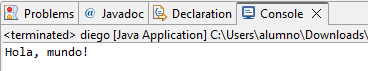 Problems @ Javadoc Declaration Console
<terminated> diego [Java Application] C:\Users\alumno\Downloads\
Hola, mundo!